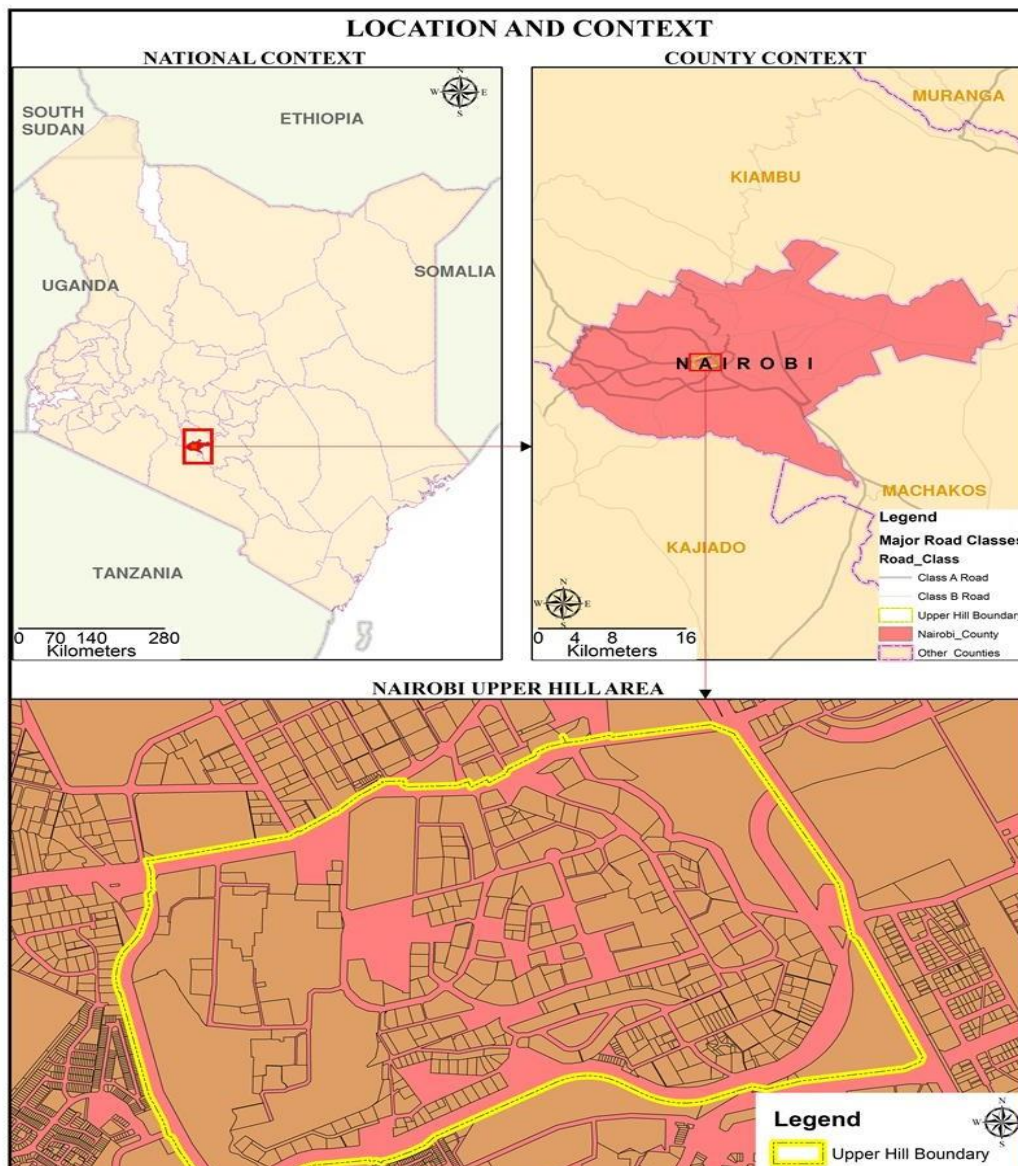 LOCATION AND CONTEXT
NATIONAL CONTEXT
N
W E
S
SOUTH
SUDAN
ETHIOPIA
UGANDA
SOMALIA
TANZANIA
0 70 140 280
Kilometers
COUNTY CONTEXT
MURANGA
KIAMBU
NAIROBI
MACHAKOS
KAJIADO
N
W E
S
0 4 8 16
Kilometers
Legend
Major Road Classes
Road_Class
Class A Road
Class B Road
Upper Hill Boundary
Nairobi_County
Other Counties
NAIROBI UPPER HILL AREA
Legend
Upper Hill Boundary
N
W E
S